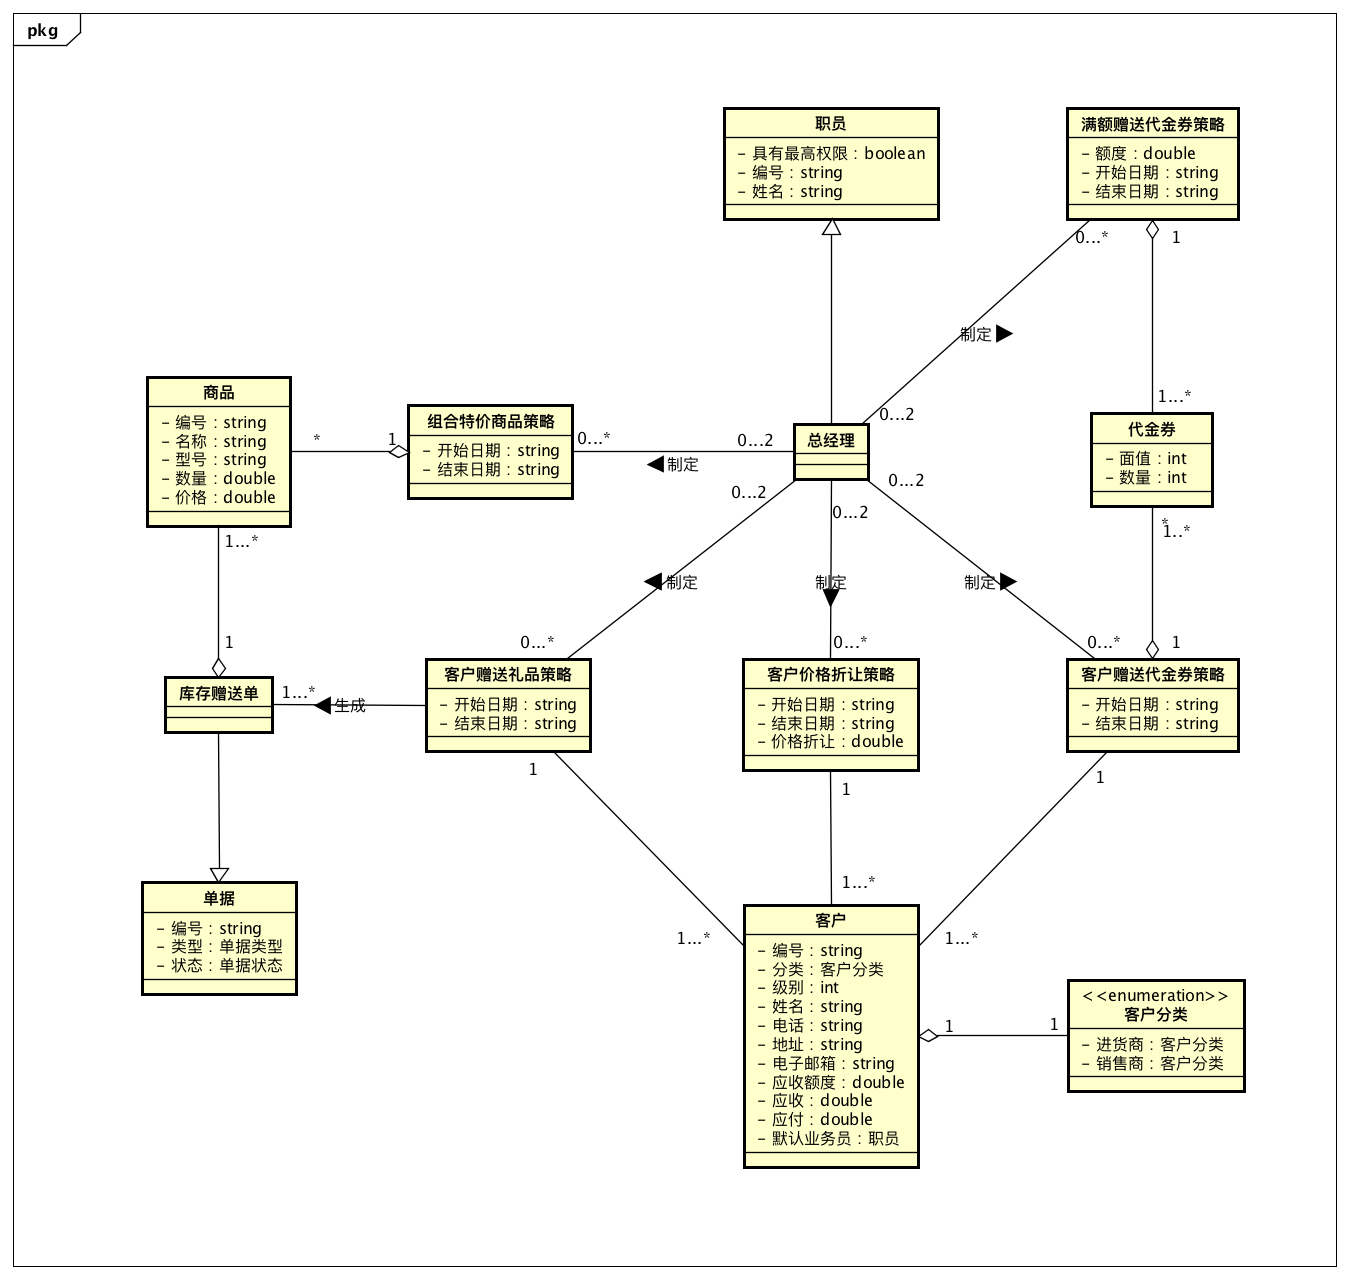 pkg
职员
- 具有最高权限 : boolean
- 编号 : string
- 姓名 : string
满额赠送代金券策略
- 额度 : double
- 开始日期 : string
- 结束日期 : string
0...*
1
制定
商品
- 编号 : string
- 名称 : string
- 型号 : string
- 数量 : double
- 价格 : double
*
1
组合特价商品策略
- 开始日期 : string
- 结束日期 : string
0...*
0...2
制定
总经理
0...2
1...*
代金券
- 面值 : int
- 数量 : int
0...2
0...2
0...2
*
1..*
1...*
制定
制定
制定
1
0...*
0...*
0...*
1
库存赠送单
1...*
生成
客户赠送礼品策略
- 开始日期 : string
- 结束日期 : string
客户价格折让策略
- 开始日期 : string
- 结束日期 : string
- 价格折让 : double
客户赠送代金券策略
- 开始日期 : string
- 结束日期 : string
1
1
1
单据
- 编号 : string
- 类型 : 单据类型
- 状态 : 单据状态
1...*
1...*
1...*
客户
- 编号 : string
- 分类 : 客户分类
- 级别 : int
- 姓名 : string
- 电话 : string
- 地址 : string
- 电子邮箱 : string
- 应收额度 : double
- 应收 : double
- 应付 : double
- 默认业务员 : 职员
1
1
<<enumeration>>
客户分类
- 进货商 : 客户分类
- 销售商 : 客户分类